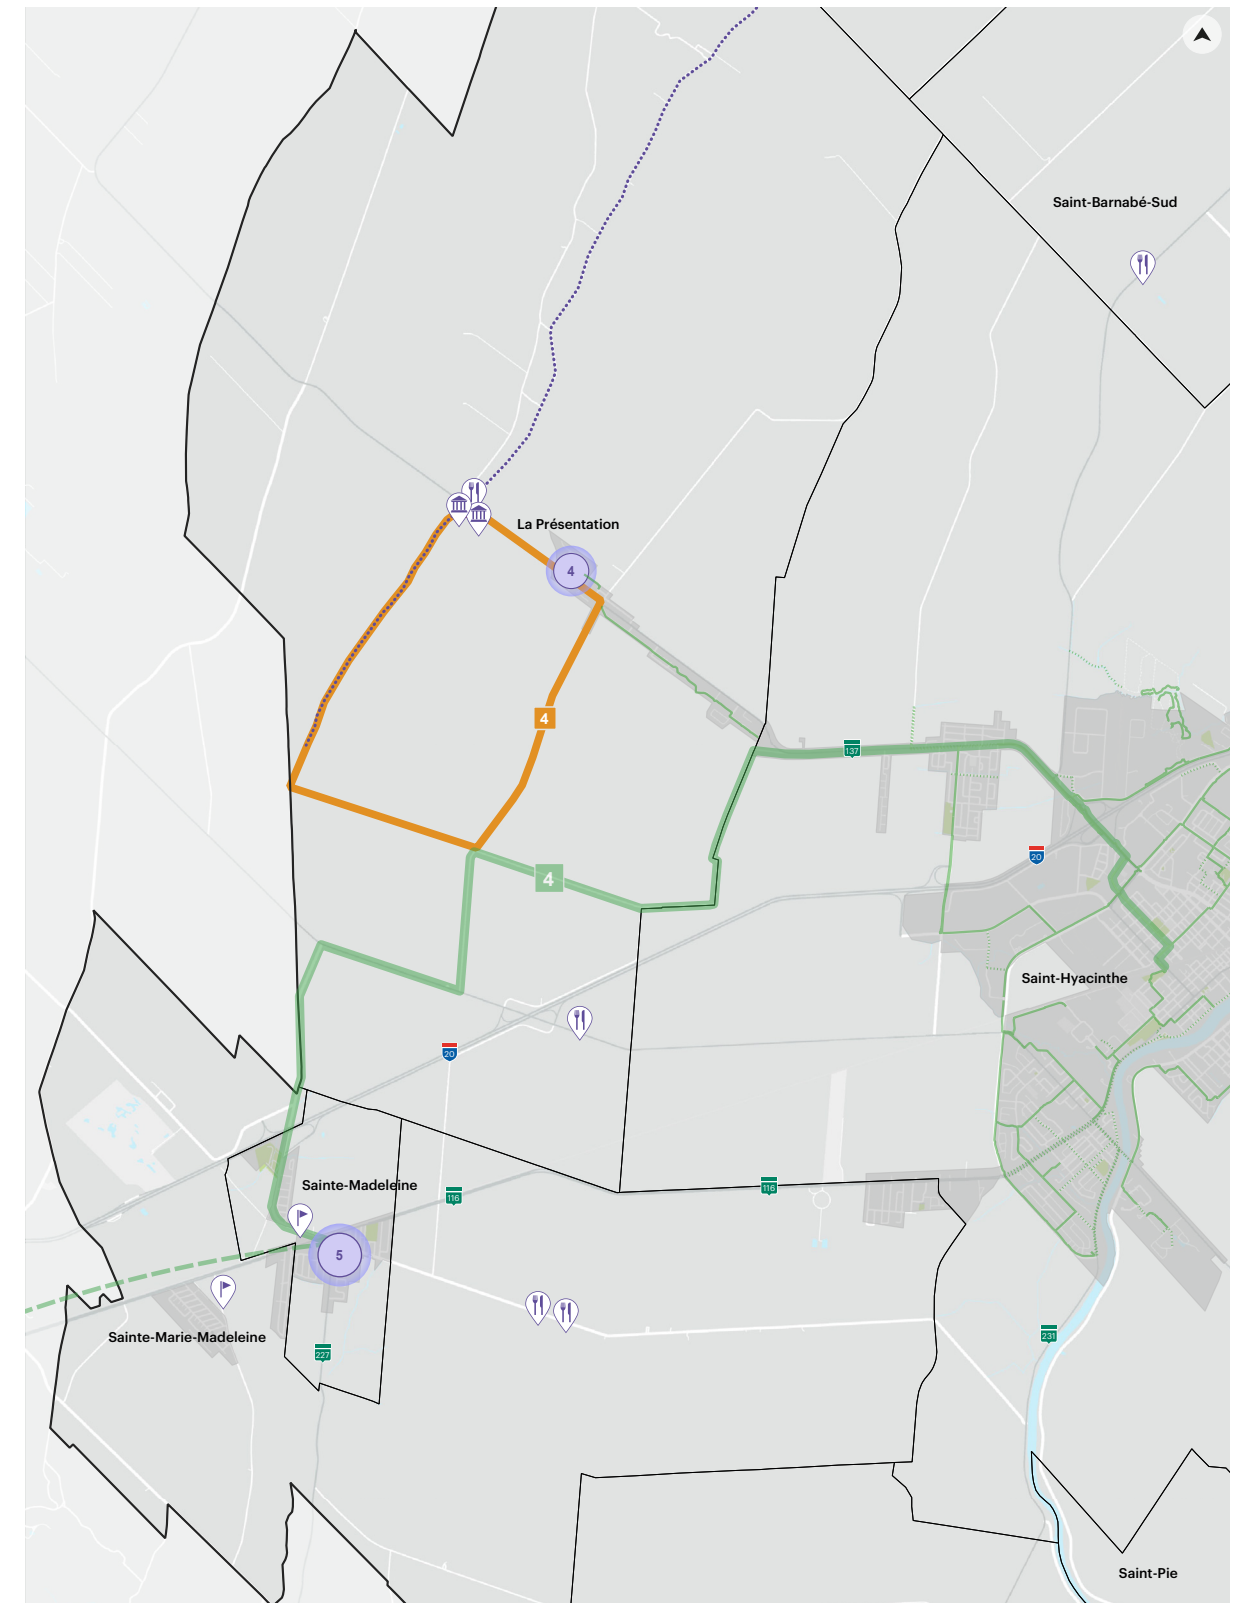 Saint-Barnabé-Sud
La Présentation
4
4
137
20
4
Saint-Hyacinthe
20
Sainte-Madeleine
116
116
5
Sainte-Marie-Madeleine
231
227
Saint-Pie